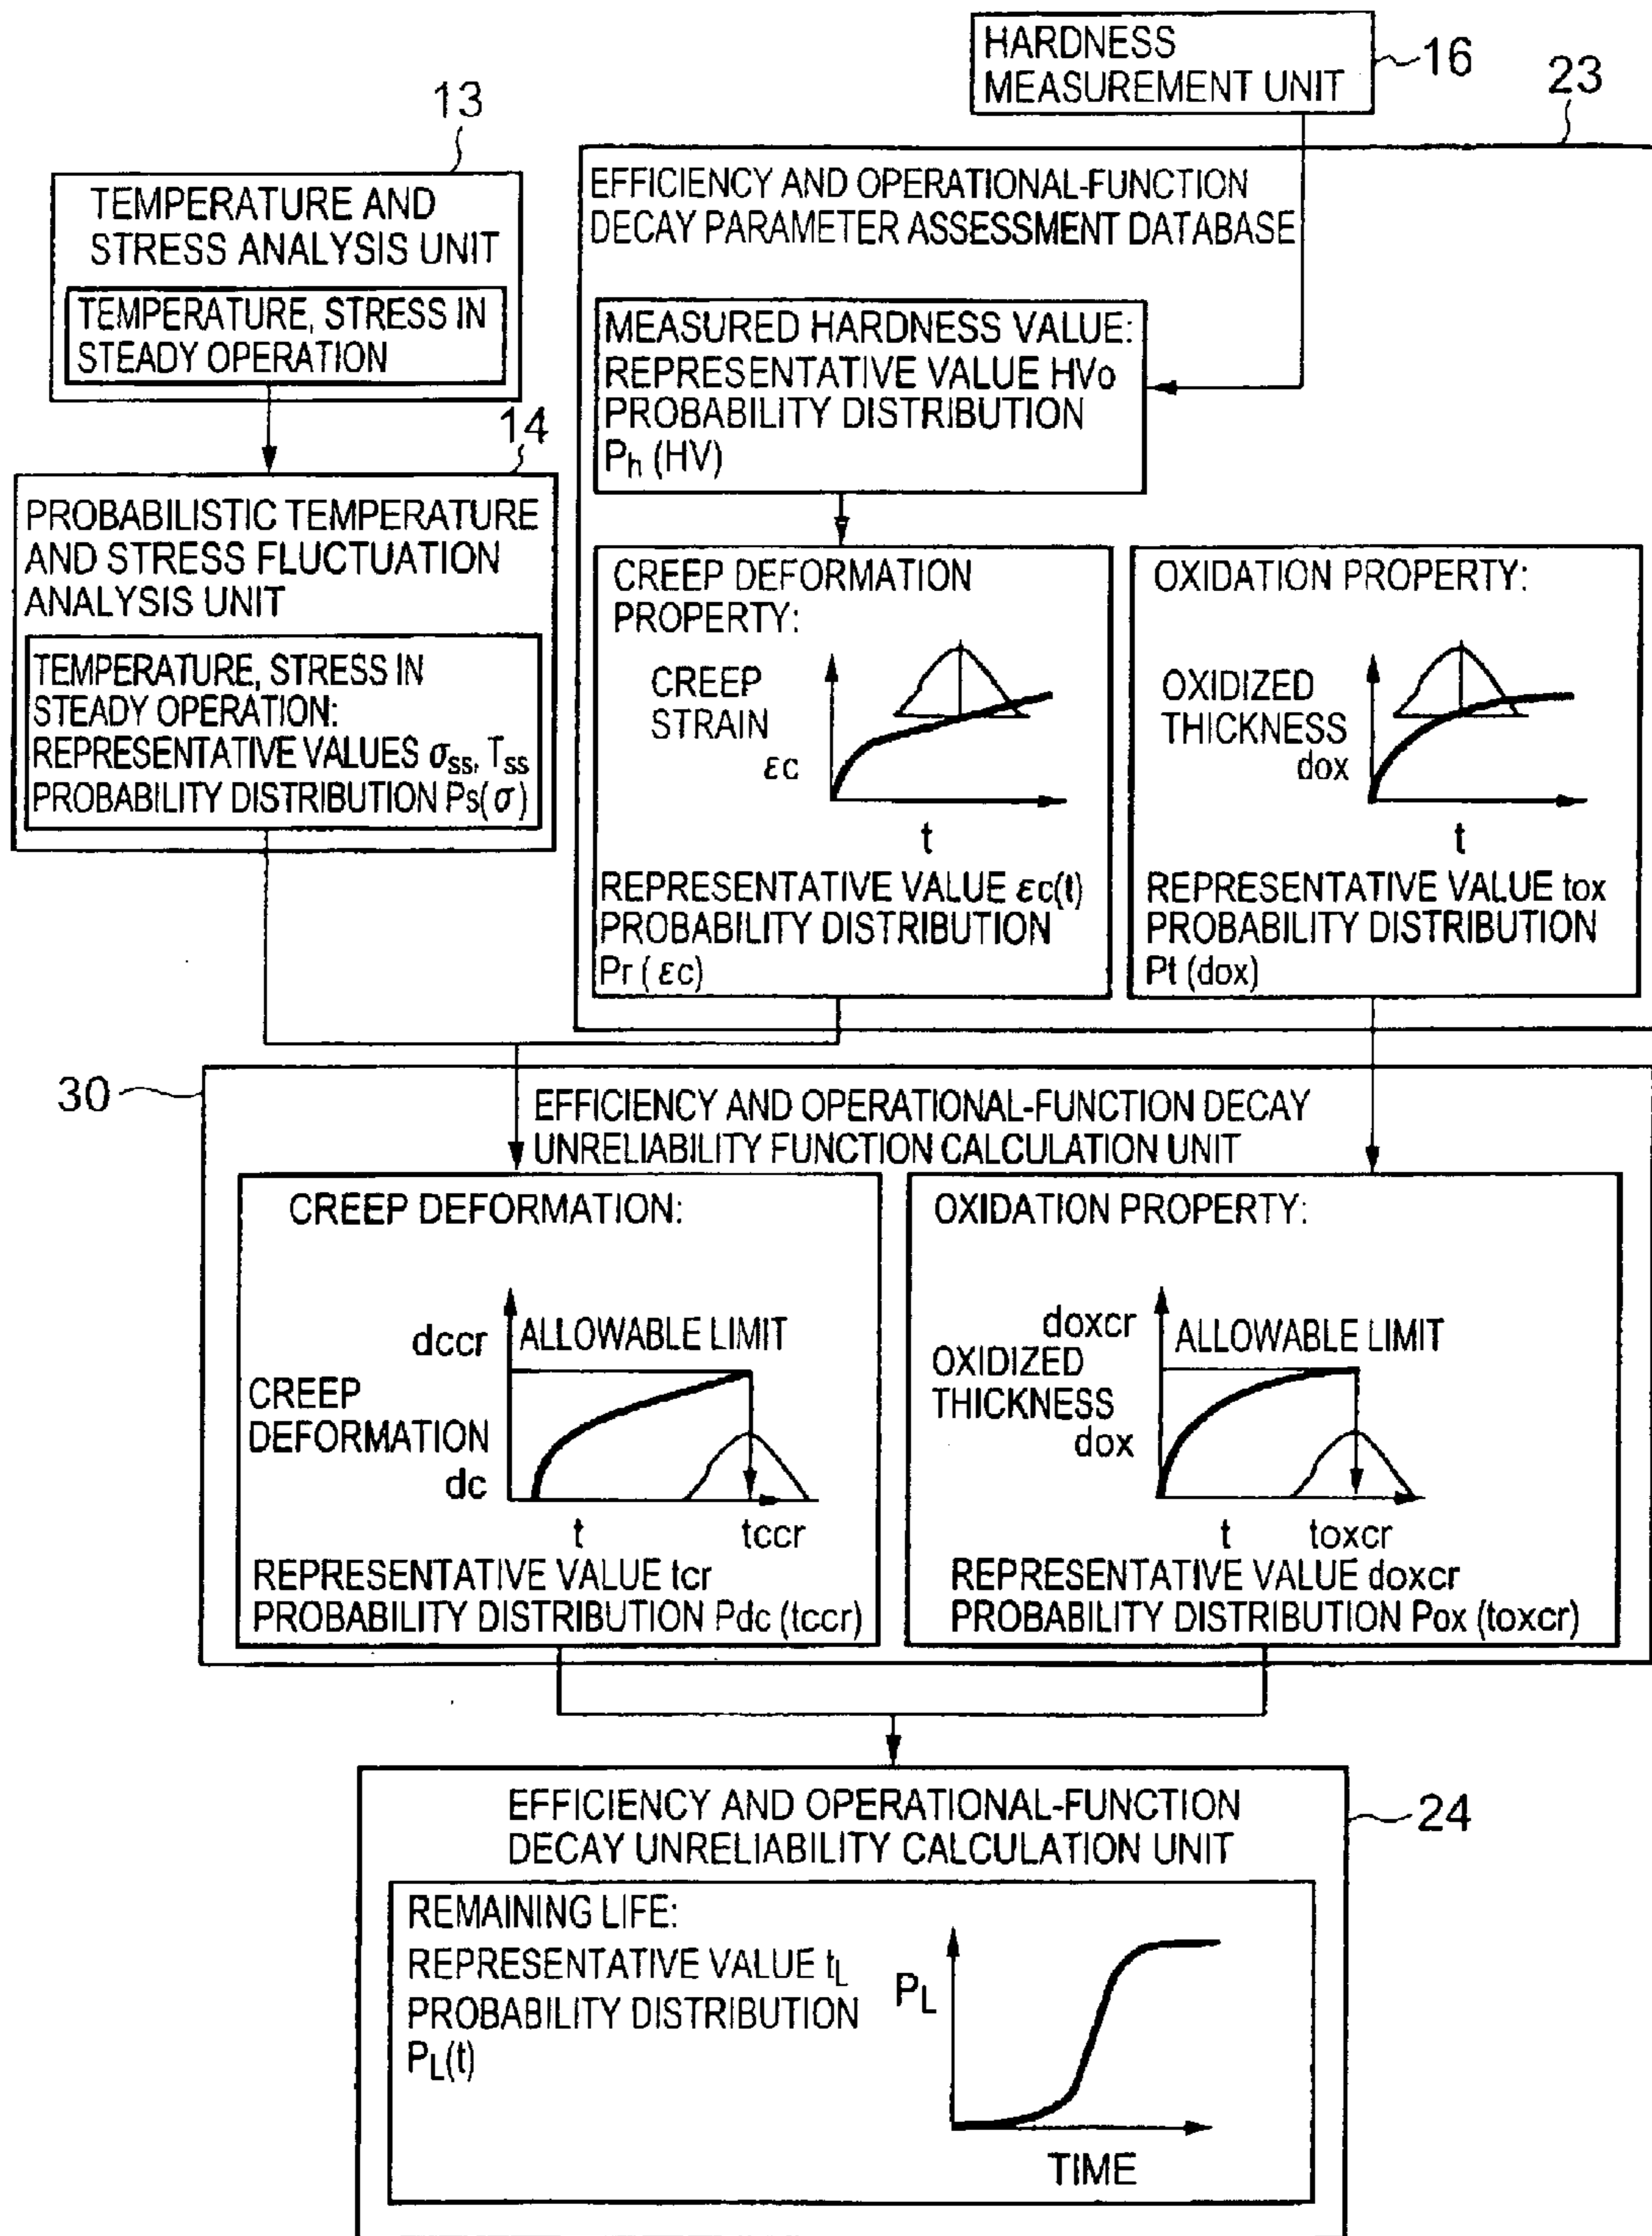 HARDNESS
MEASUREMENT UNIT
16
23
13
TEMPERATURE AND
STRESS ANALYSIS UNIT
TEMPERATURE, STRESS IN
STEADY OPERATION
14
PROBABILISTIC TEMPERATURE
AND STRESS FLUCTUATION
ANALYSIS UNIT
TEMPERATURE, STRESS IN
STEADY OPERATION:
REPRESENTATIVE VALUES σss, Tss
PROBABILITY DISTRIBUTION Ps(σ)
EFFICIENCY AND OPERATIONAL-FUNCTION
DECAY PARAMETER ASSESSMENT DATABASE
MEASURED HARDNESS VALUE:
REPRESENTATIVE VALUE HVo
PROBABILITY DISTRIBUTION
Ph (HV)
CREEP DEFORMATION
PROPERTY:
CREEP
STRAIN
εc
t
REPRESENTATIVE VALUE εc(t)
PROBABILITY DISTRIBUTION
Pr (εc)
OXIDATION PROPERTY:
OXIDIZED
THICKNESS
dox
t
REPRESENTATIVE VALUE tox
PROBABILITY DISTRIBUTION
Pt (dox)
30
EFFICIENCY AND OPERATIONAL-FUNCTION DECAY
UNRELIABILITY FUNCTION CALCULATION UNIT
CREEP DEFORMATION:
dccr
ALLOWABLE LIMIT
CREEP
DEFORMATION
dc
t
tccr
REPRESENTATIVE VALUE tcr
PROBABILITY DISTRIBUTION Pdc (tccr)
OXIDATION PROPERTY:
doxcr
ALLOWABLE LIMIT
OXIDIZED
THICKNESS
dox
t
toxcr
REPRESENTATIVE VALUE doxcr
PROBABILITY DISTRIBUTION Pox (toxcr)
EFFICIENCY AND OPERATIONAL-FUNCTION
DECAY UNRELIABILITY CALCULATION UNIT
24
REMAINING LIFE:
REPRESENTATIVE VALUE tL
PROBABILITY DISTRIBUTION
PL(t)
PL
TIME